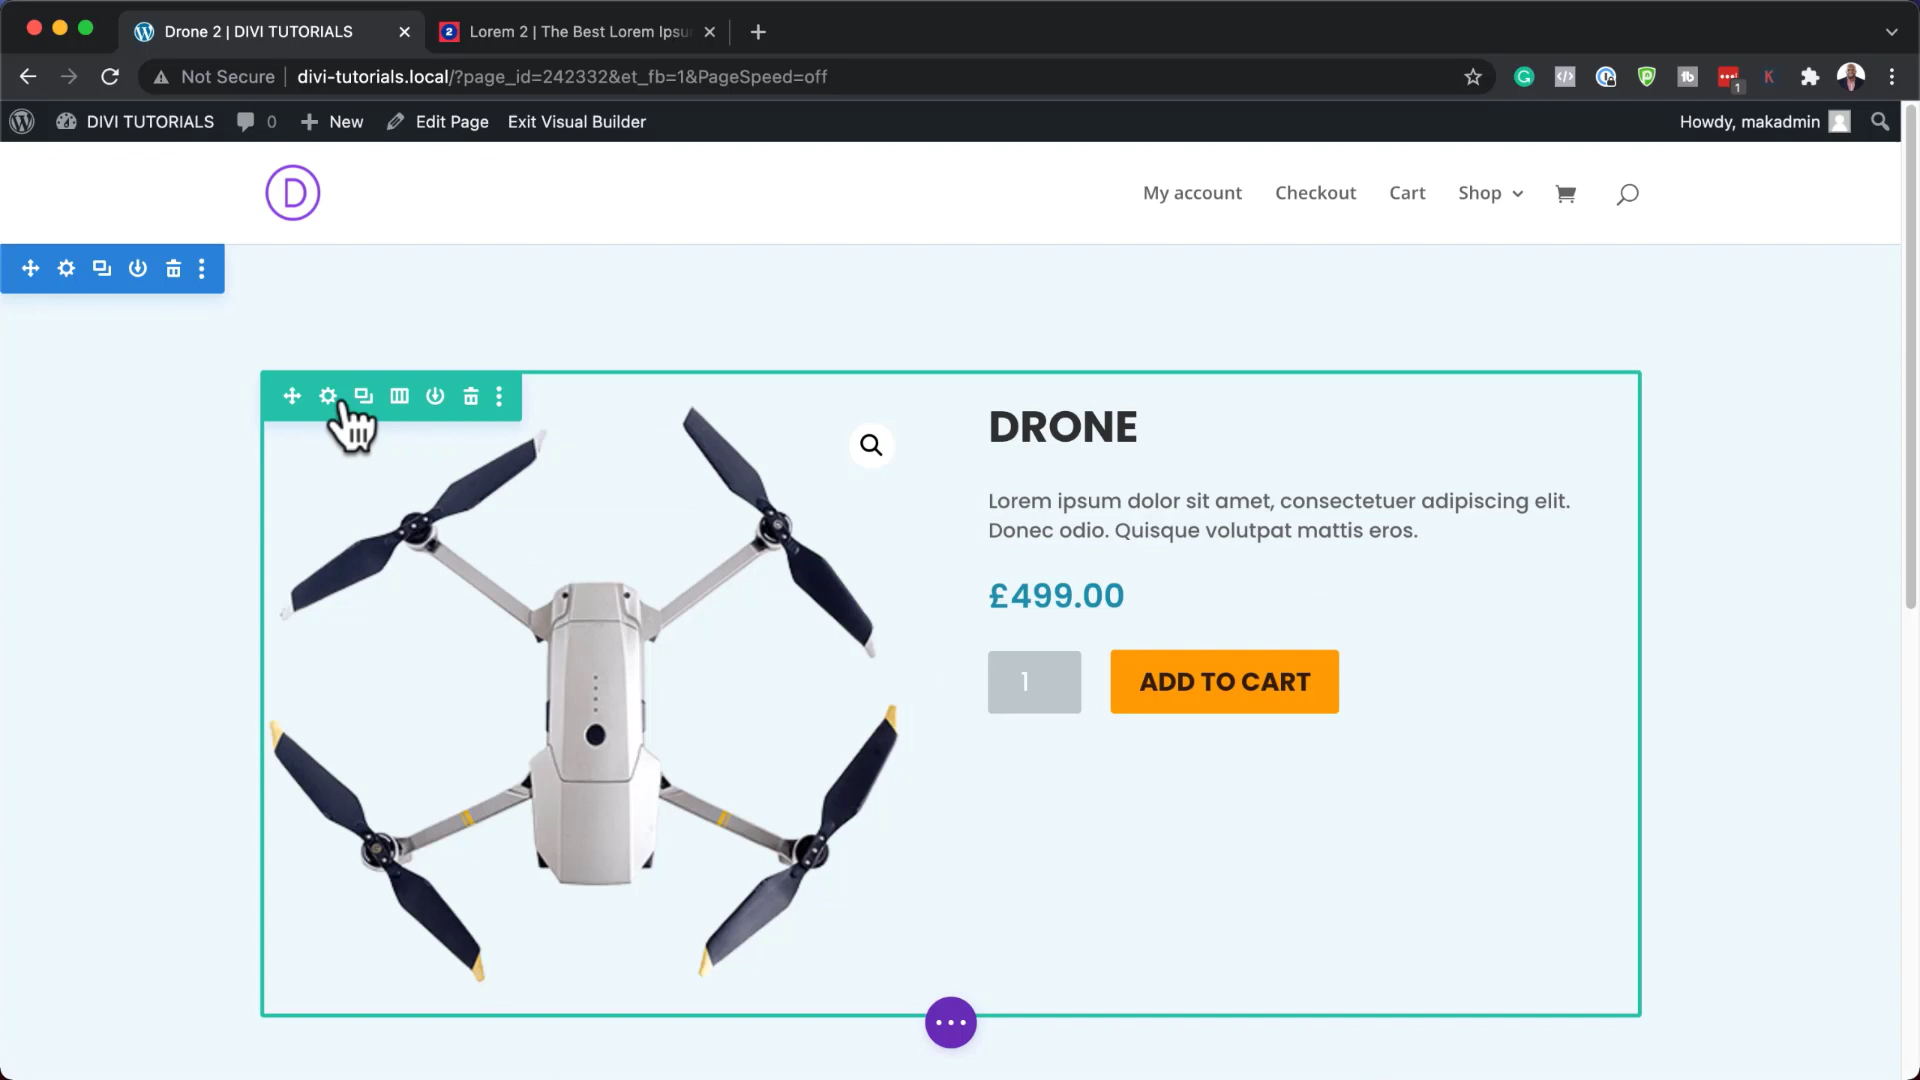 Drone 2 | DIVI TUTORIALS
2 Lorem 2 | The Best Lorem Ipsu
Not Secure divi-tutorials.local/?page_id=242332&et_fb=1&PageSpeed=off
1
DIVI TUTORIALS 0 New Edit Page Exit Visual Builder Howdy, makadmin
D My account Checkout Cart Shop
DRONE
Lorem ipsum dolor sit amet, consectetuer adipiscing elit.
Donec odio. Quisque volutpat mattis eros.
£499.00
1 ADD TO CART